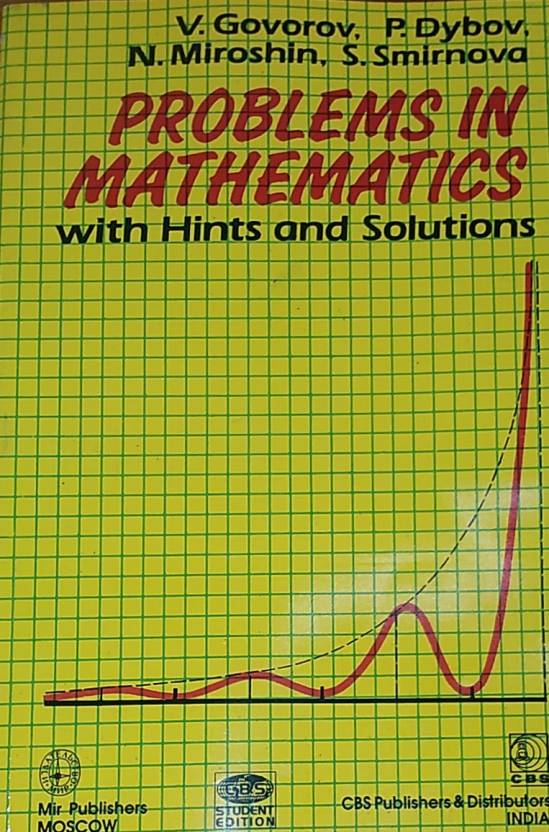 V. Govorov, P. Dybov,
N. Miroshin, S. Smirnova
PROBLEMS IN
MATHEMATICS
with Hints and Solutions
CBS
CBS
Mir Publishers
MOSCOW
STUDENT
EDITION
CBS Publishers & Distributors
INDIA